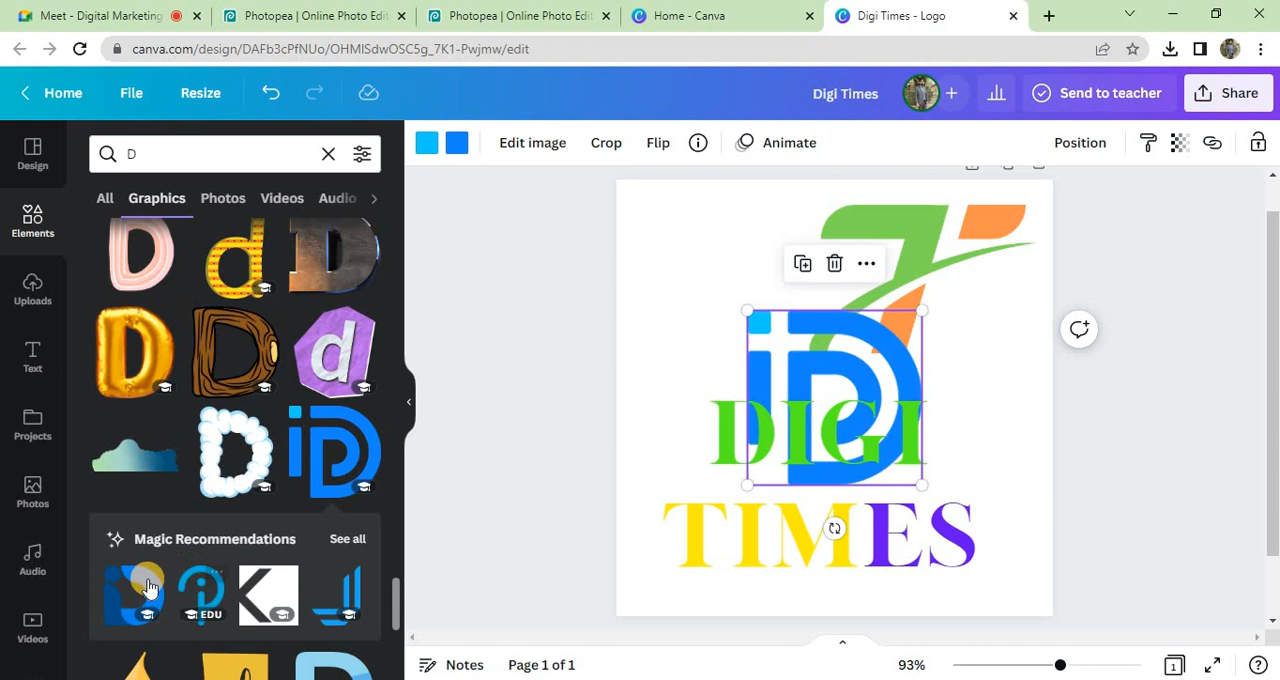 Meet - Digital Marketing
Photopea | Online Photo Edit
Photopea | Online Photo Edit
Home - Canva
Digi Times - Logo
canva.com/design/DAFb3cPfNUo/OHMlSdwOSC5g_7K1-Pwjmw/edit
Home
File
Resize
Digi Times
Send to teacher
Share
Design
Elements
Uploads
Text
Projects
Photos
Audio
Videos
D
All
Graphics
Photos
Videos
Audio
Magic Recommendations
See all
EDU
Edit image
Crop
Flip
Animate
Position
DIGI
TIMES
Notes
Page 1 of 1
93%
1